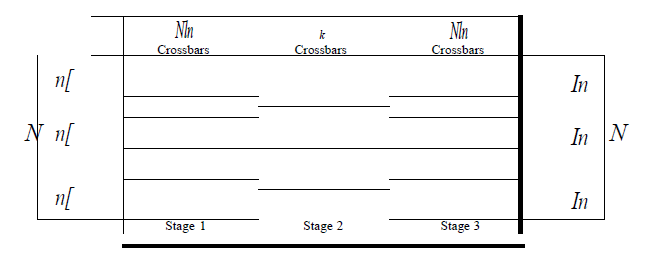 Nln k Nln
Crossbars Crossbars Crossbars
n[ In
N n[ In N
n[ In
Stage 1 Stage 2 Stage 3